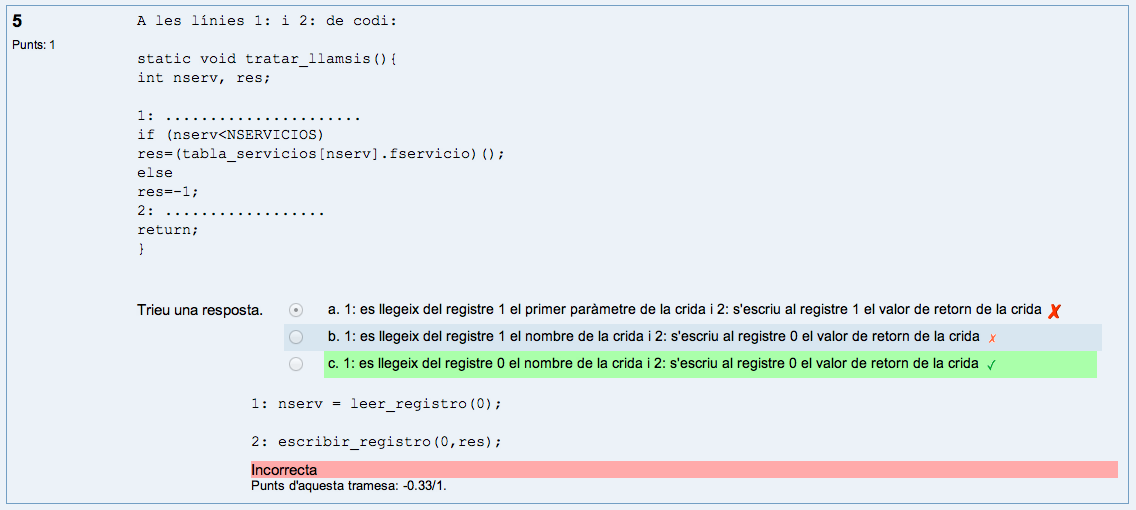 5
Punts: 1
A les línies 1: i 2: de codi:
static void tratar_llamsis(){
int nserv, res;
1: ......................
if (nserv<NSERVICIOS)
res=(tabla_servicios[nserv].fservicio)();
else
res=-1;
2: ..................
return;
}
Trieu una resposta.
a. 1: es llegeix del registre 1 el primer paràmetre de la crida i 2: s'escriu al registre 1 el valor de retorn de la crida ✗
b. 1: es llegeix del registre 1 el nombre de la crida i 2: s'escriu al registre 0 el valor de retorn de la crida ✗
c. 1: es llegeix del registre 0 el nombre de la crida i 2: s'escriu al registre 0 el valor de retorn de la crida ✓
1: nserv = leer_registro(0);
2: escribir_registro(0,res);
Incorrecta
Punts d'aquesta tramesa: -0.33/1.